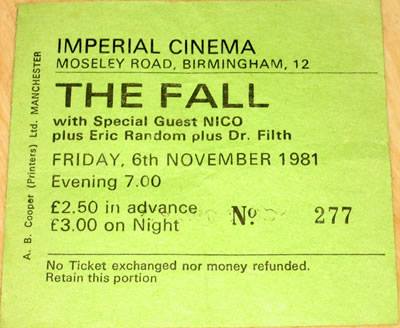 IMPERIAL CINEMA
MOSELEY ROAD, BIRMINGHAM, 12
THE FALL
with Special Guest NICO
plus Eric Random plus Dr. Filth
FRIDAY, 6th NOVEMBER 1981
Evening 7.00
£2.50 in advance
£3.00 on Night
Nº 277
No Ticket exchanged nor money refunded.
Retain this portion
A. B. Cooper (Printers) Ltd. MANCHESTER